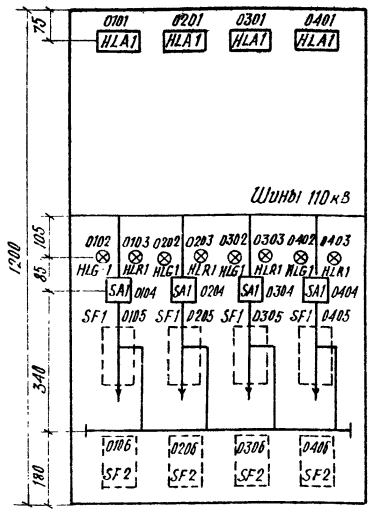 0101 0201 0301 0401
HLA1 HLA1 HLA1 HLA1
75
Шины 110кв
1200
105
0102 0103 0202 0203 0302 0303 0402 0403
HLG1 HLR1 HLG1 HLR1 HLG1 HLR1 HLG1 HLR1
85
SA1 0104 SA1 0204 SA1 0304 SA1 0404
SF1 0105 SF1 0205 SF1 0305 SF1 0405
340
0106 0206 0306 0406
SF2 SF2 SF2 SF2
180